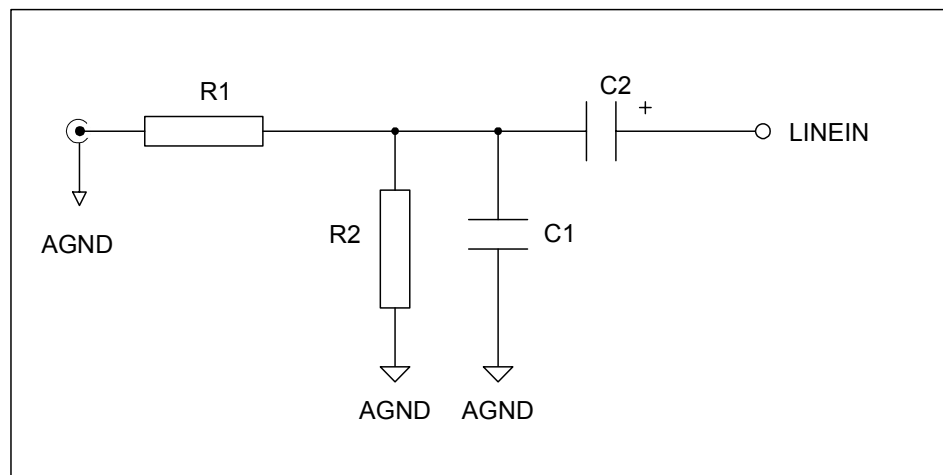 C2
R1
+
LINEIN
AGND
R2
C1
AGND
AGND